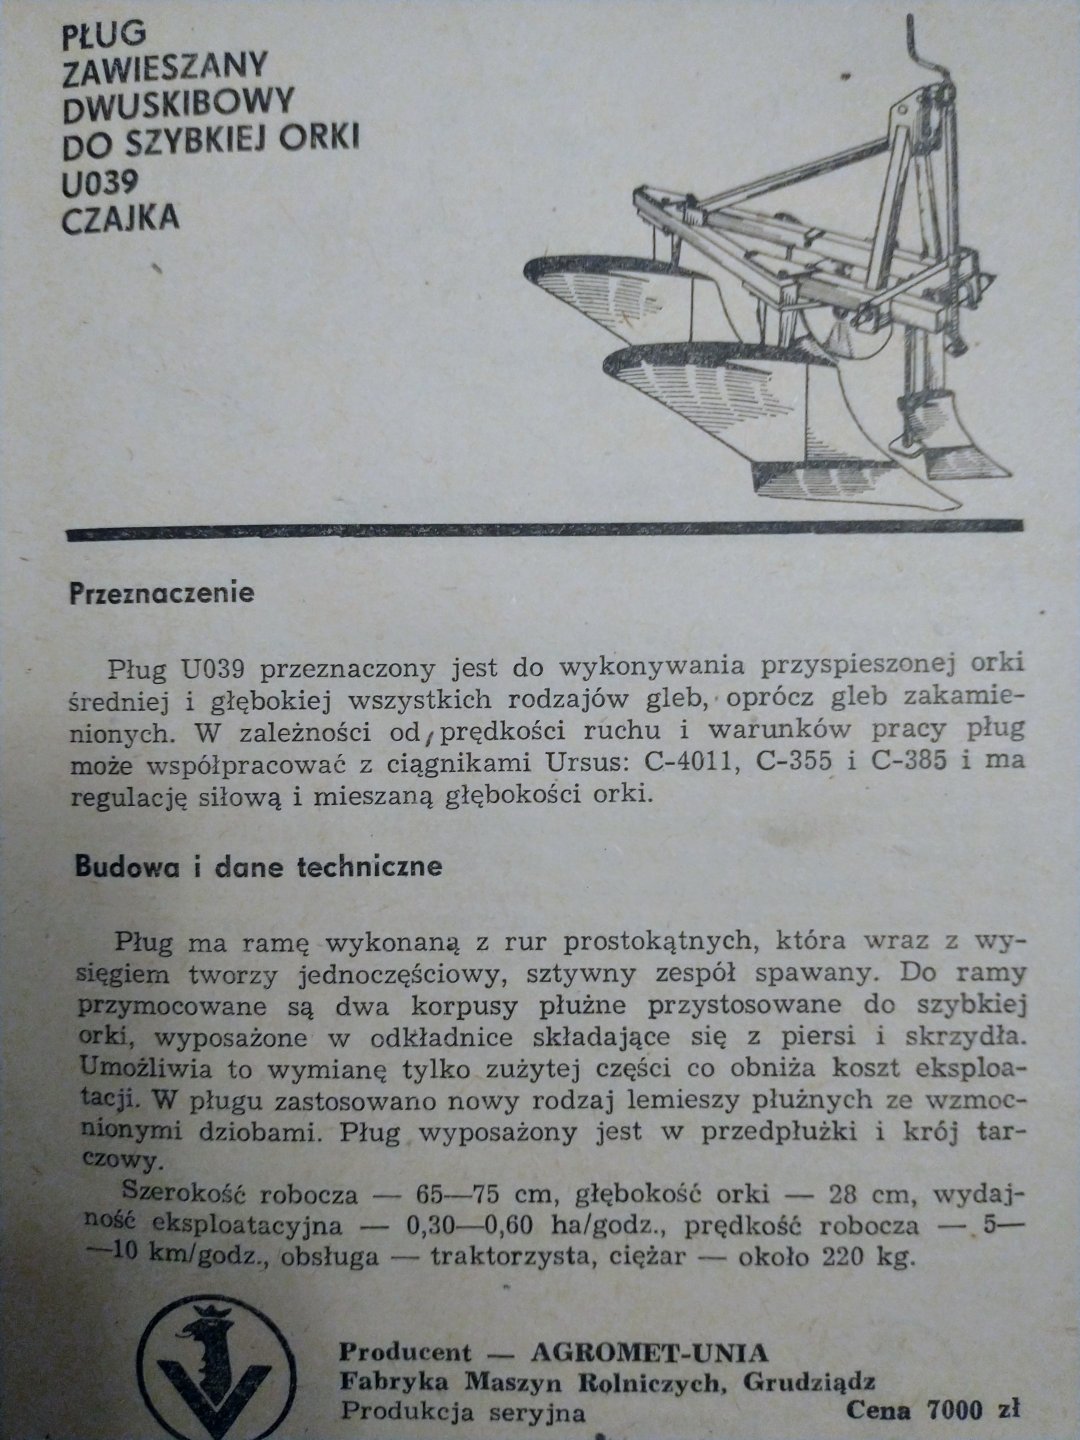 PŁUG
ZAWIESZANY
DWUSKIBOWY
DO SZYBKIEJ ORKI
U039
CZAJKA
Przeznaczenie
Pług U039 przeznaczony jest do wykonywania przyspieszonej orki
średniej i głębokiej wszystkich rodzajów gleb, oprócz gleb zakamie-
nionych. W zależności od prędkości ruchu i warunków pracy pług
może współpracować z ciągnikami Ursus: C-4011, C-355 i C-385 i ma
regulację siłową i mieszaną głębokości orki.
Budowa i dane techniczne
Pług ma ramę wykonaną z rur prostokątnych, która wraz z wy-
sięgiem tworzy jednoczęściowy, sztywny zespół spawany. Do ramy
przymocowane są dwa korpusy płużne przystosowane do szybkiej
orki, wyposażone w odkładnice składające się z piersi i skrzydła.
Umożliwia to wymianę tylko zużytej części co obniża koszt eksploa-
tacji. W pługu zastosowano nowy rodzaj lemieszy płużnych ze wzmoc-
nionymi dziobami. Pług wyposażony jest w przedpłużki i krój tar-
czowy.
Szerokość robocza — 65—75 cm, głębokość orki — 28 cm, wydaj-
ność eksploatacyjna — 0,30—0,60 ha/godz., prędkość robocza — 5—
—10 km/godz., obsługa — traktorzysta, ciężar — około 220 kg.
Producent — AGROMET-UNIA
Fabryka Maszyn Rolniczych, Grudziądz
Produkcja seryjna
Cena 7000 zł